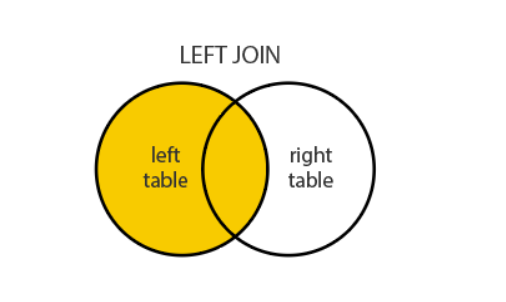 LEFT JOIN
left
table
right
table